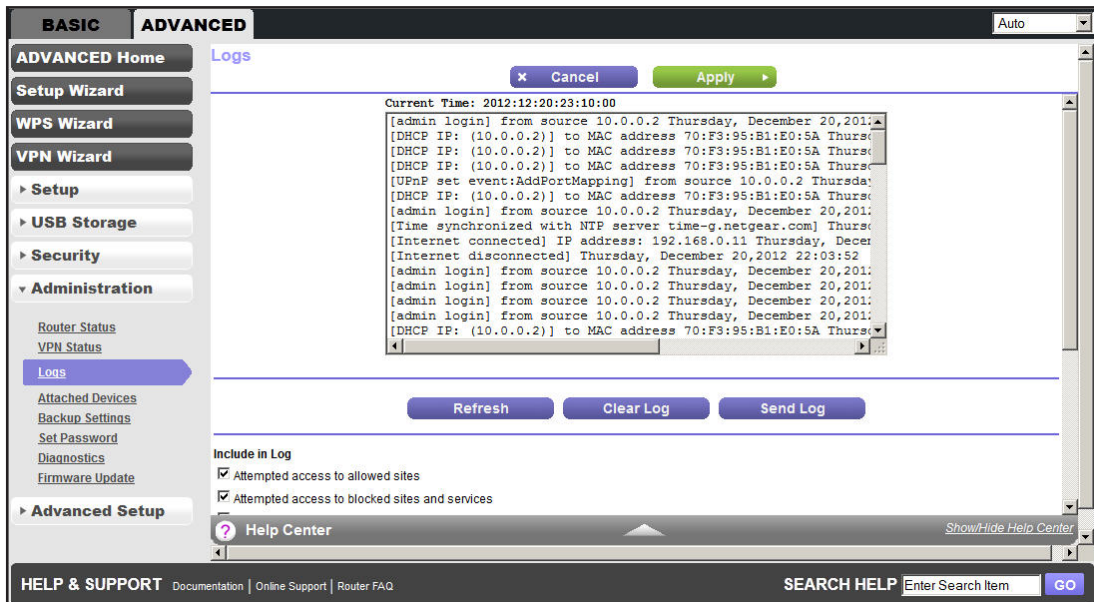 BASIC ADVANCED Auto
ADVANCED Home
Setup Wizard
WPS Wizard
VPN Wizard
Setup
USB Storage
Security
Administration
Router Status
VPN Status
Logs
Attached Devices
Backup Settings
Set Password
Diagnostics
Firmware Update
Advanced Setup
Logs
Cancel Apply
Current Time: 2012:12:20:23:10:00
[admin login] from source 10.0.0.2 Thursday, December 20,2012
[DHCP IP: (10.0.0.2)] to MAC address 70:F3:95:B1:E0:5A Thurs
[DHCP IP: (10.0.0.2)] to MAC address 70:F3:95:B1:E0:5A Thurs
[DHCP IP: (10.0.0.2)] to MAC address 70:F3:95:B1:E0:5A Thurs
[UPnP set event:AddPortMapping] from source 10.0.0.2 Thursday
[DHCP IP: (10.0.0.2)] to MAC address 70:F3:95:B1:E0:5A Thurs
[admin login] from source 10.0.0.2 Thursday, December 20,2012
[Time synchronized with NTP server time-g.netgear.com] Thurs
[Internet connected] IP address: 192.168.0.11 Thursday, Decem
[Internet disconnected] Thursday, December 20,2012 22:03:52
[admin login] from source 10.0.0.2 Thursday, December 20,2012
[admin login] from source 10.0.0.2 Thursday, December 20,2012
[admin login] from source 10.0.0.2 Thursday, December 20,2012
[admin login] from source 10.0.0.2 Thursday, December 20,2012
[DHCP IP: (10.0.0.2)] to MAC address 70:F3:95:B1:E0:5A Thurs
Refresh Clear Log Send Log
Include in Log
Attempted access to allowed sites
Attempted access to blocked sites and services
? Help Center Show/Hide Help Center
HELP & SUPPORT Documentation | Online Support | Router FAQ SEARCH HELP Enter Search Item GO